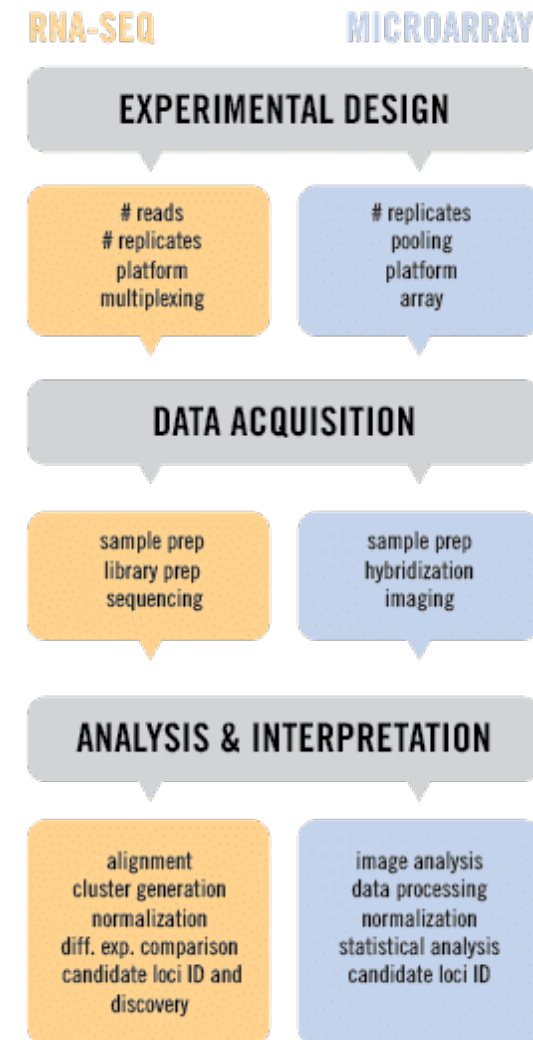 RNA-SEQ
MICROARRAY
EXPERIMENTAL DESIGN
# reads
# replicates
platform
multiplexing
# replicates
pooling
platform
array
DATA ACQUISITION
sample prep
library prep
sequencing
sample prep
hybridization
imaging
ANALYSIS & INTERPRETATION
alignment
cluster generation
normalization
diff. exp. comparison
candidate loci ID and
discovery
image analysis
data processing
normalization
statistical analysis
candidate loci ID